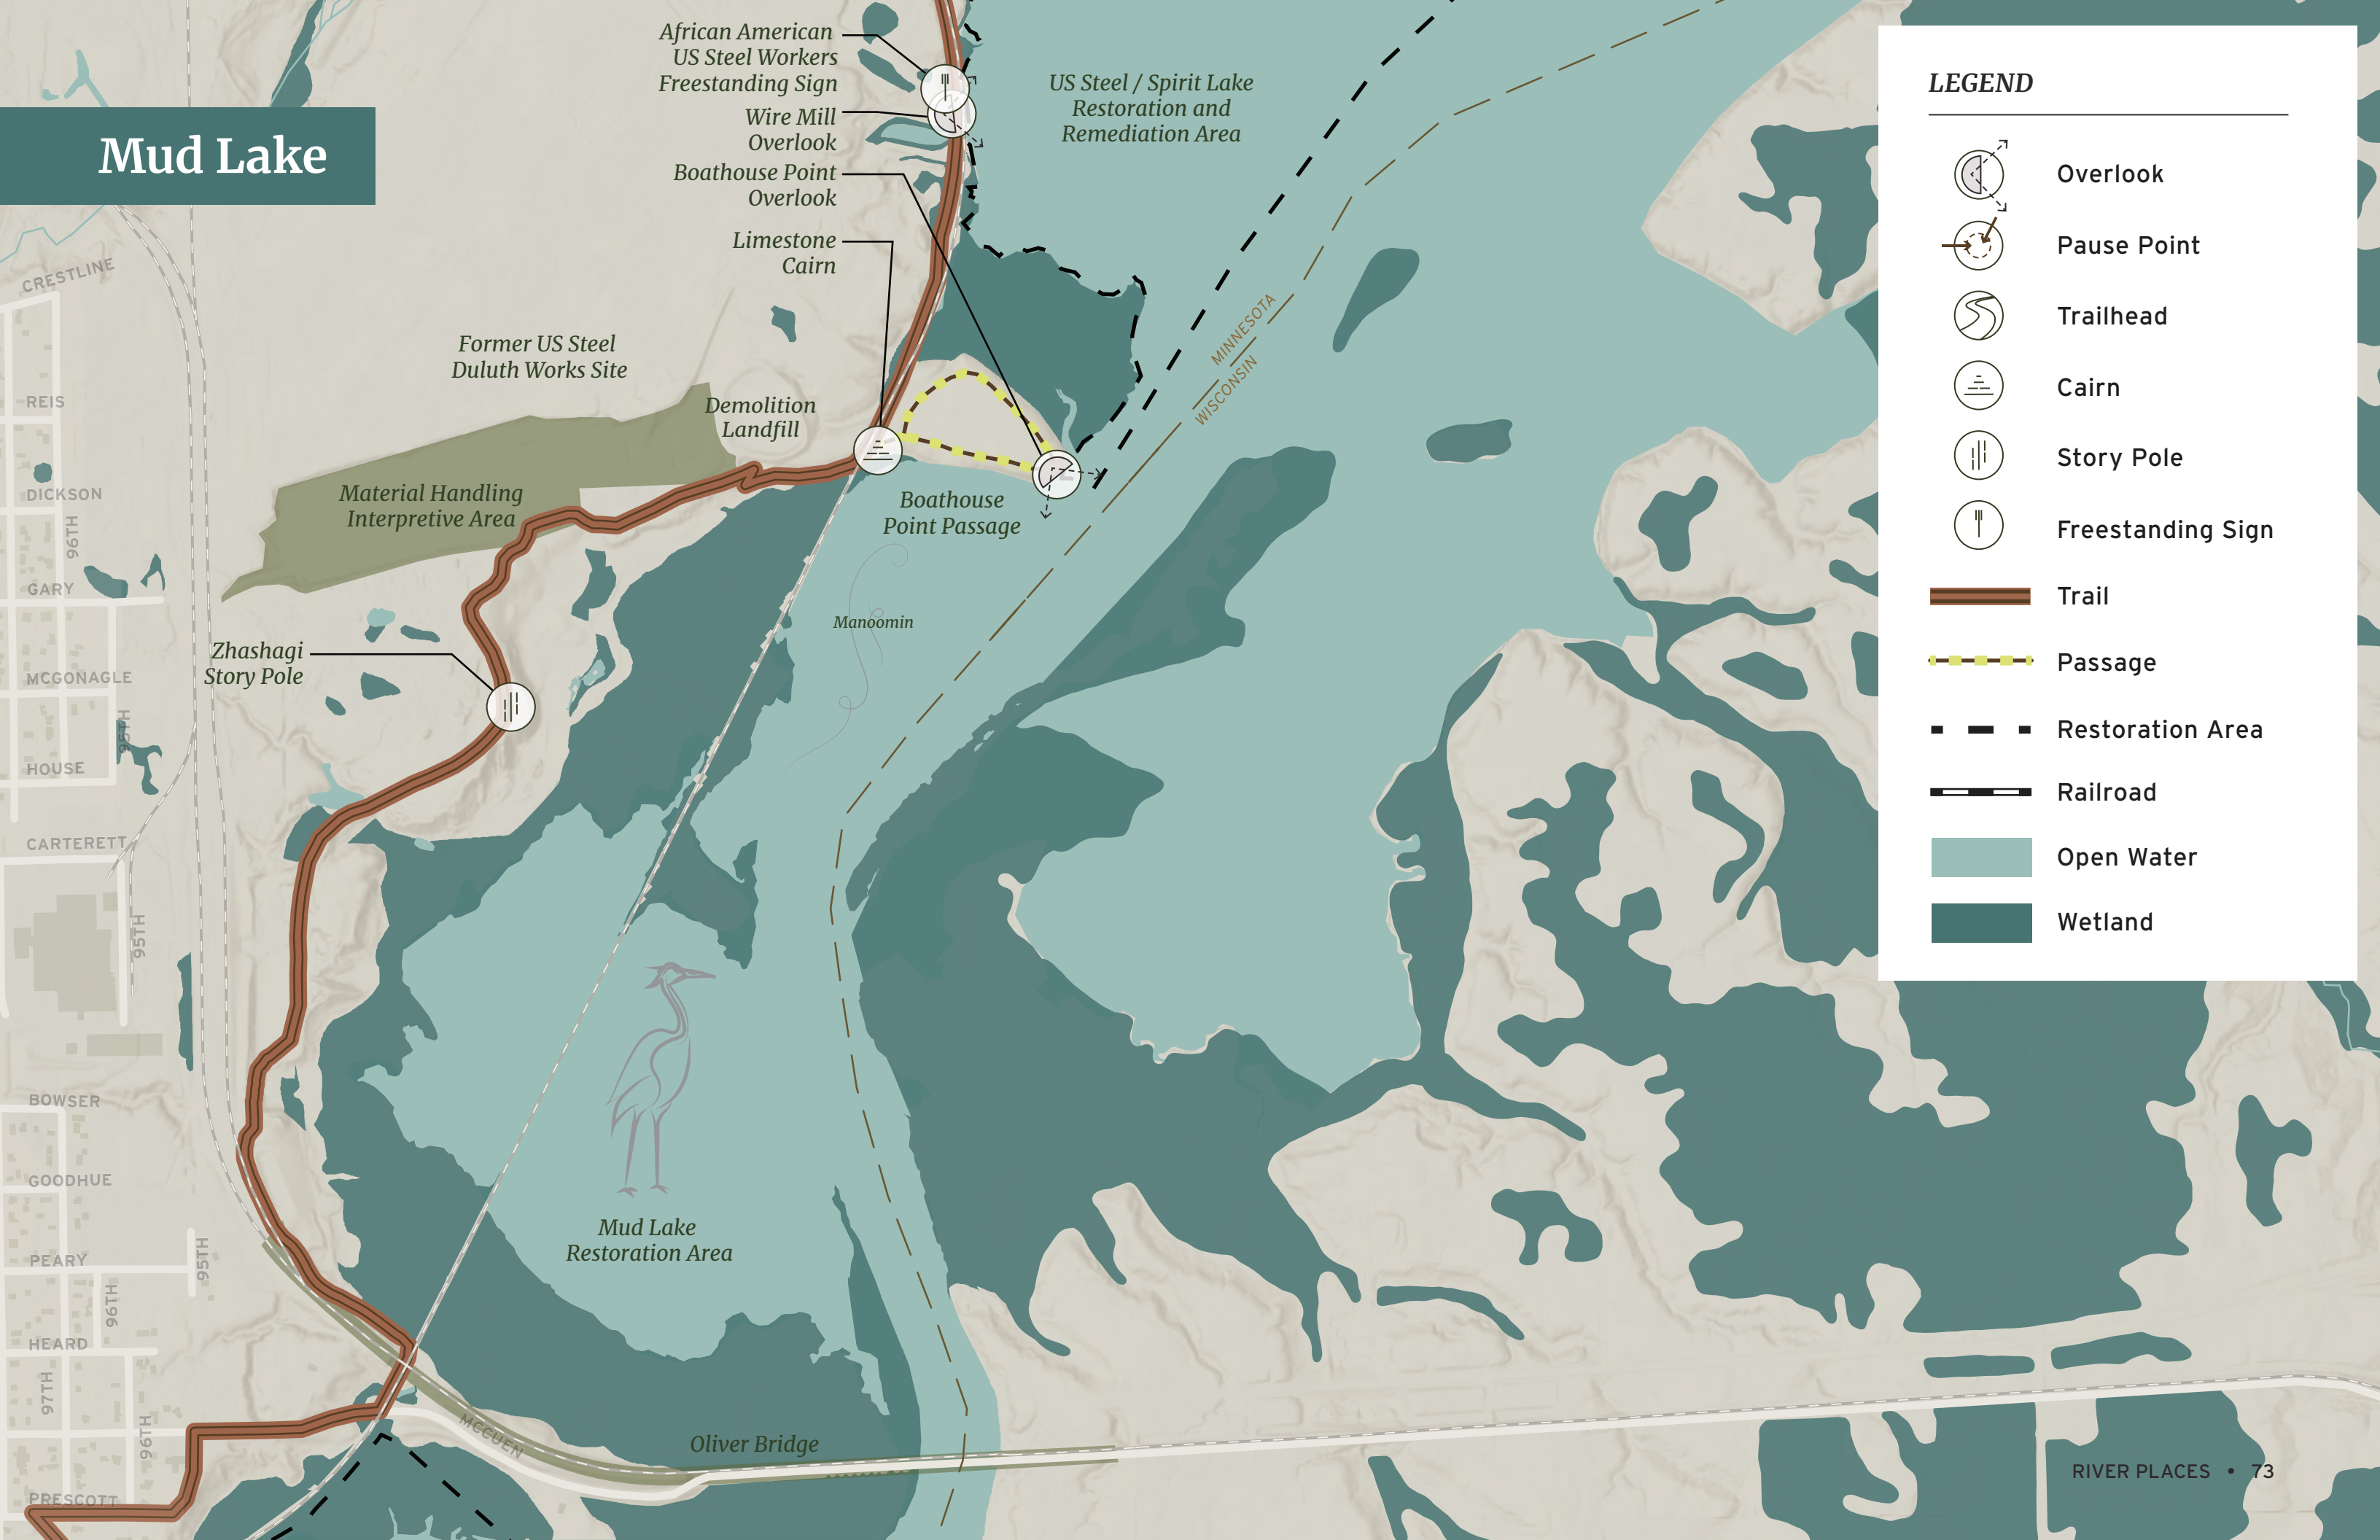 Mud Lake
African American
US Steel Workers
Freestanding Sign
Wire Mill
Overlook
Boathouse Point
Overlook
Limestone
Cairn
US Steel / Spirit Lake
Restoration and
Remediation Area
Former US Steel
Duluth Works Site
Demolition
Landfill
Material Handling
Interpretive Area
Boathouse
Point Passage
Manoomin
Zhashagi
Story Pole
Mud Lake
Restoration Area
Oliver Bridge
MINNESOTA
WISCONSIN
CRESTLINE
REIS
DICKSON
96TH
GARY
MCGONAGLE
95TH
HOUSE
CARTERETT
95TH
BOWSER
GOODHUE
PEARY
95TH
96TH
HEARD
97TH
96TH
PRESCOTT
MCCUEN
LEGEND
Overlook
Pause Point
Trailhead
Cairn
Story Pole
Freestanding Sign
Trail
Passage
Restoration Area
Railroad
Open Water
Wetland
RIVER PLACES • 73